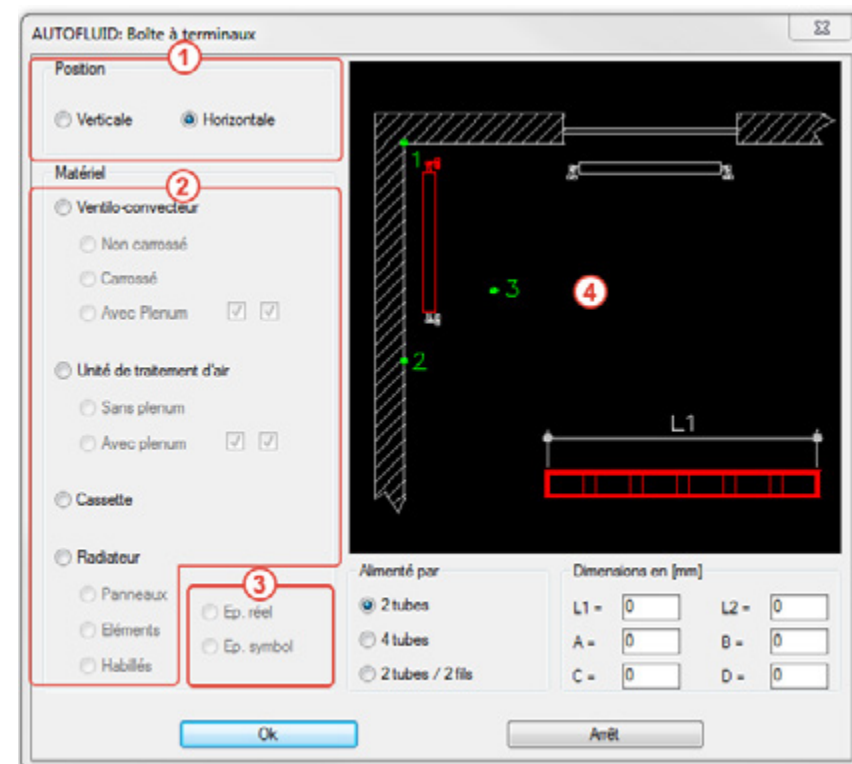 AUTOFLUID: Boîte à terminaux
1
Position
Verticale
Horizontale
Matériel
2
Ventilo-convecteur
Non carrossé
Carrossé
Avec Plenum
Unité de traitement d'air
Sans plenum
Avec plenum
Cassette
Radiateur
Panneaux
Eléments
Habillés
3
Ep. réel
Ep. symbol
1
3
4
2
L1
Alimenté par
2 tubes
4 tubes
2 tubes / 2 fils
Dimensions en [mm]
L1 = 0 L2 = 0
A = 0 B = 0
C = 0 D = 0
Ok
Arrêt